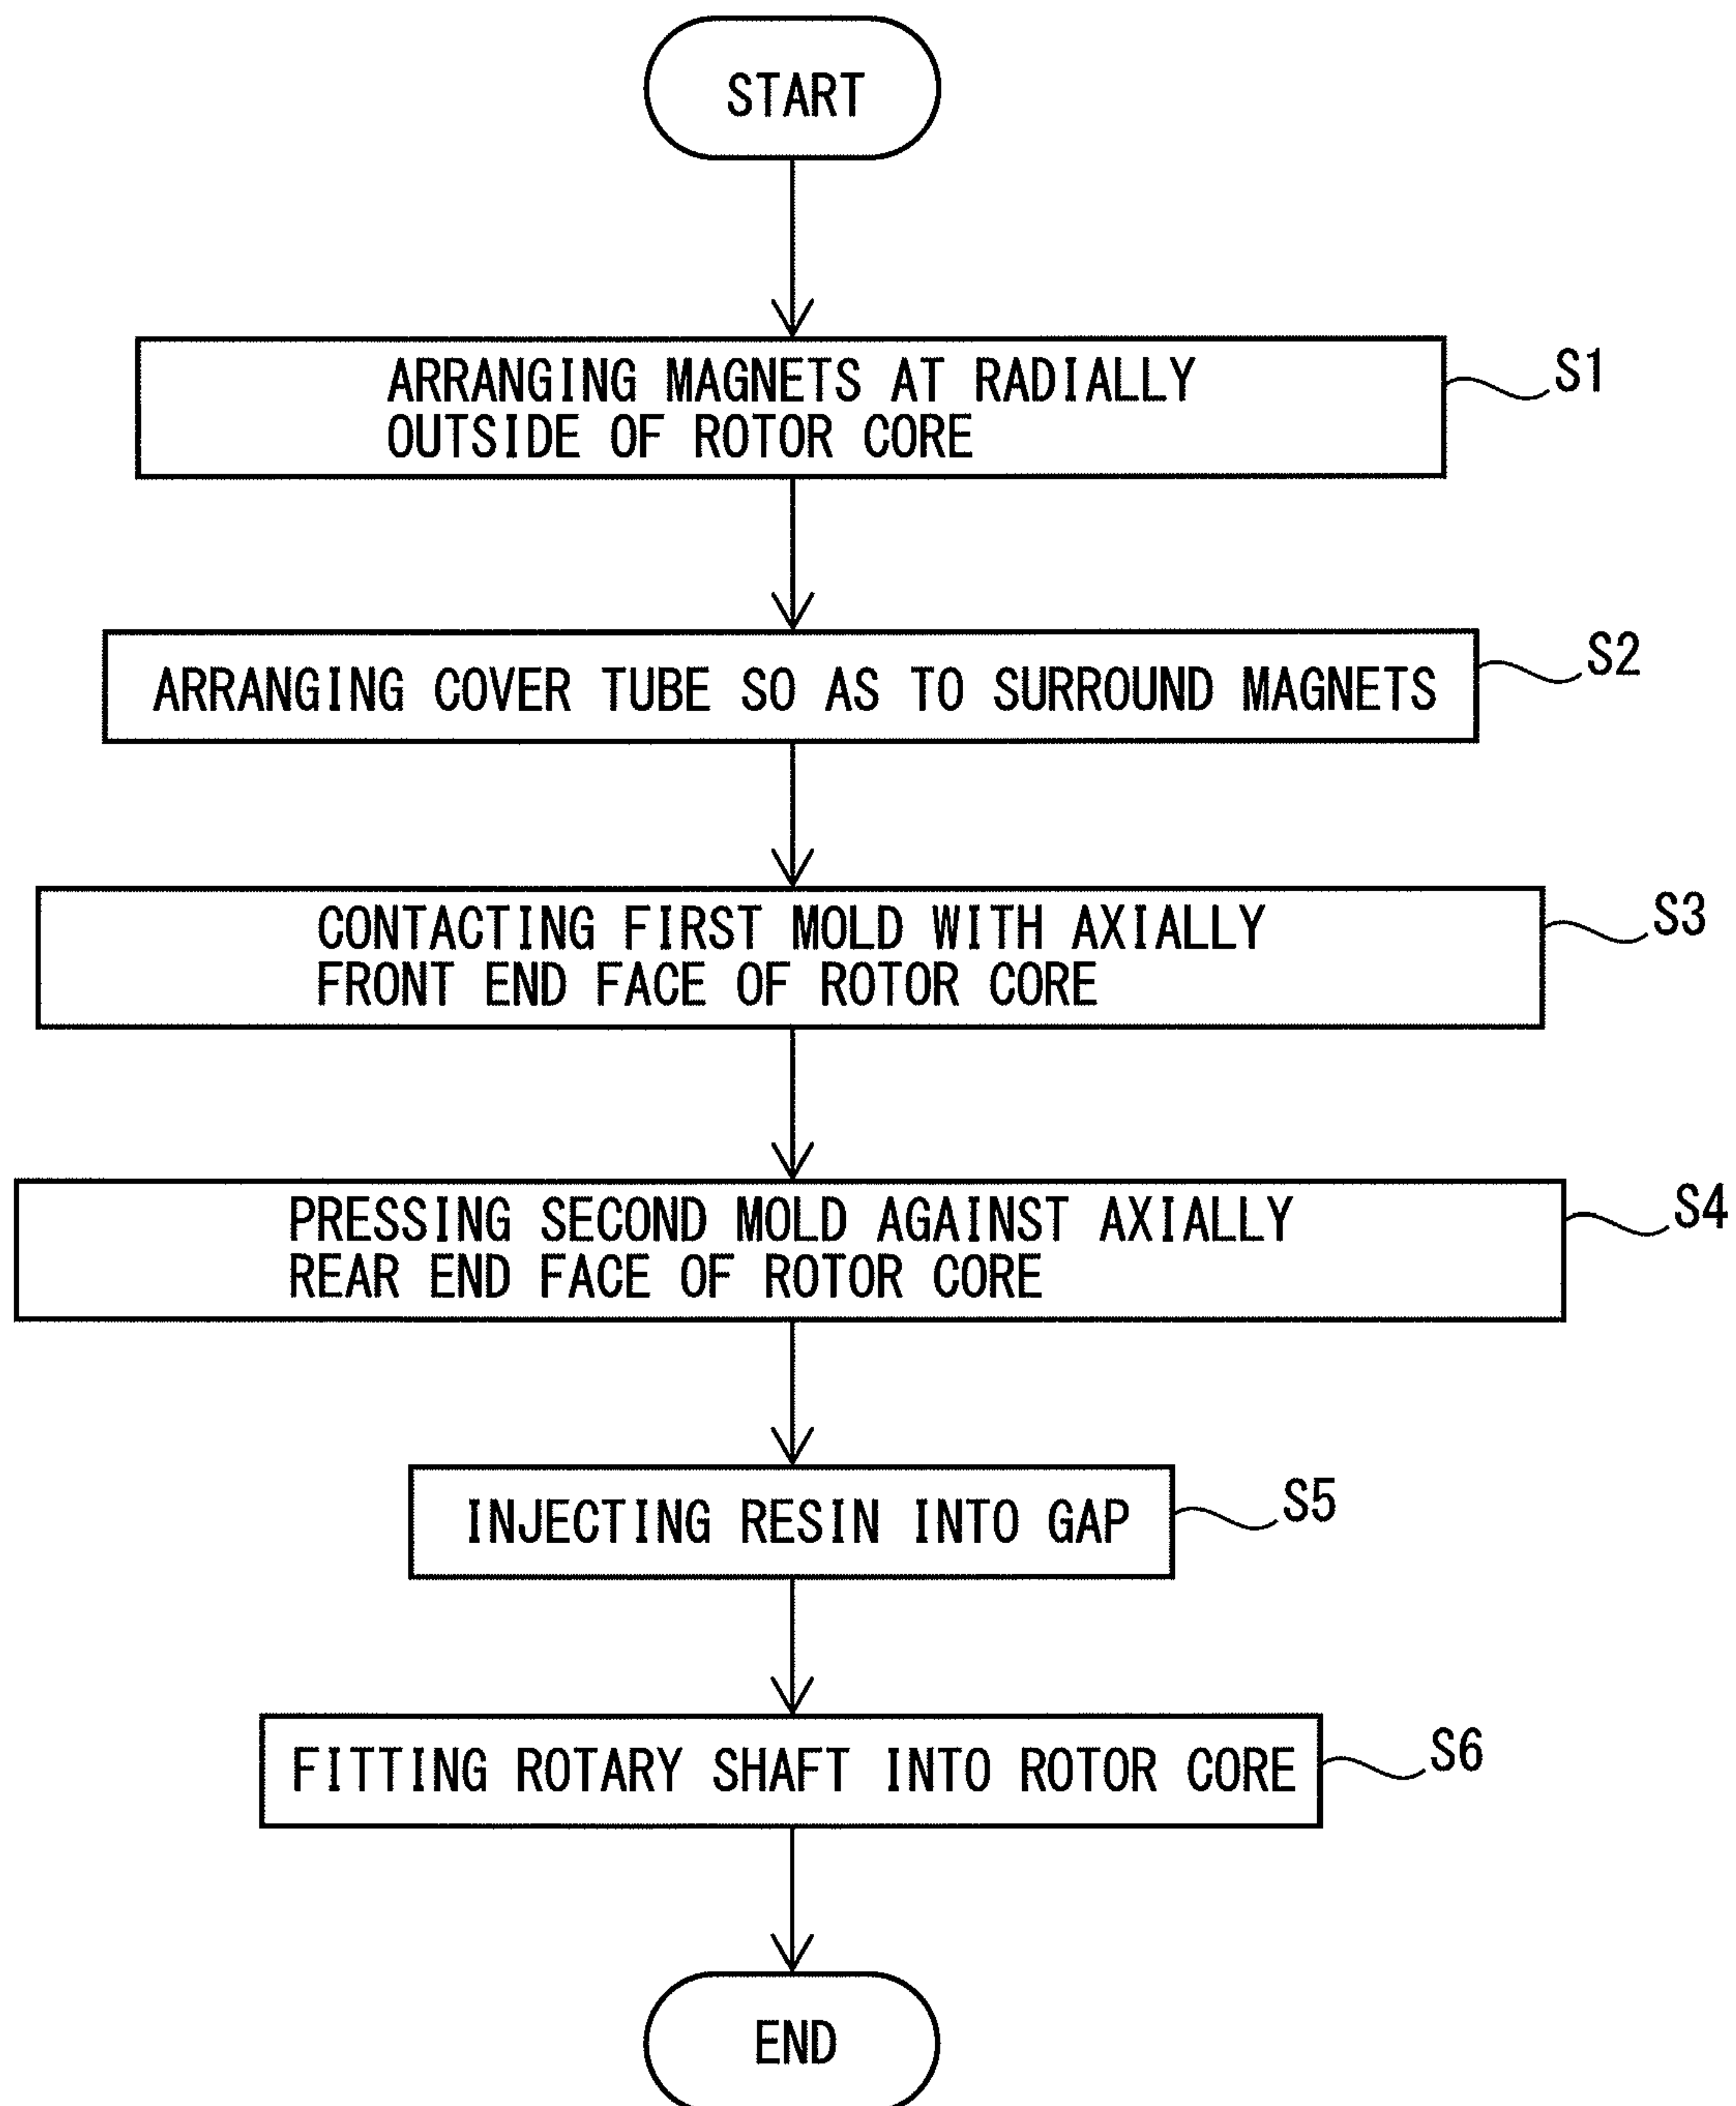 START
ARRANGING MAGNETS AT RADIALLY
OUTSIDE OF ROTOR CORE
S1
ARRANGING COVER TUBE SO AS TO SURROUND MAGNETS
S2
CONTACTING FIRST MOLD WITH AXIALLY
FRONT END FACE OF ROTOR CORE
S3
PRESSING SECOND MOLD AGAINST AXIALLY
REAR END FACE OF ROTOR CORE
S4
INJECTING RESIN INTO GAP
S5
FITTING ROTARY SHAFT INTO ROTOR CORE
S6
END